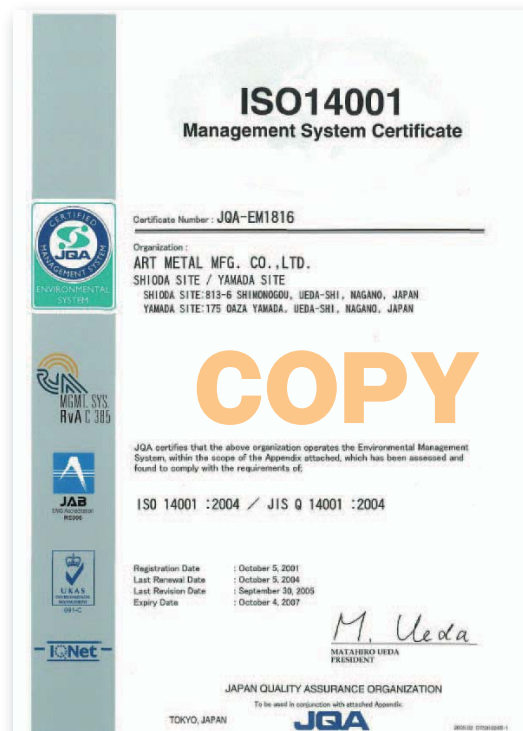 ISO14001
Management System Certificate
CERTIFIED
MANAGEMENT SYSTEM
JQA
ENVIRONMENTAL
SYSTEM
Certificate Number : JQA-EM1816
Organization :
ART METAL MFG. CO.,LTD.
SHIODA SITE / YAMADA SITE
SHIODA SITE:813-6 SHIMONOGOU, UEDA-SHI, NAGANO, JAPAN
YAMADA SITE:175 OAZA YAMADA, UEDA-SHI, NAGANO, JAPAN
COPY
MGMT. SYS.
RvA C 385
JQA certifies that the above organization operates the Environmental Management
System, within the scope of the Appendix attached, which has been assessed and
found to comply with the requirements of;
JAB
ISO 14001 :2004 / JIS Q 14001 :2004
UKAS
Registration Date : October 5, 2001
Last Renewal Date : October 5, 2004
Last Revision Date : September 30, 2005
Expiry Date : October 4, 2007
M. Ueda
MATAHIRO UEDA
PRESIDENT
IQNet
JAPAN QUALITY ASSURANCE ORGANIZATION
To be used in conjunction with attached Appendix.
TOKYO, JAPAN
JQA